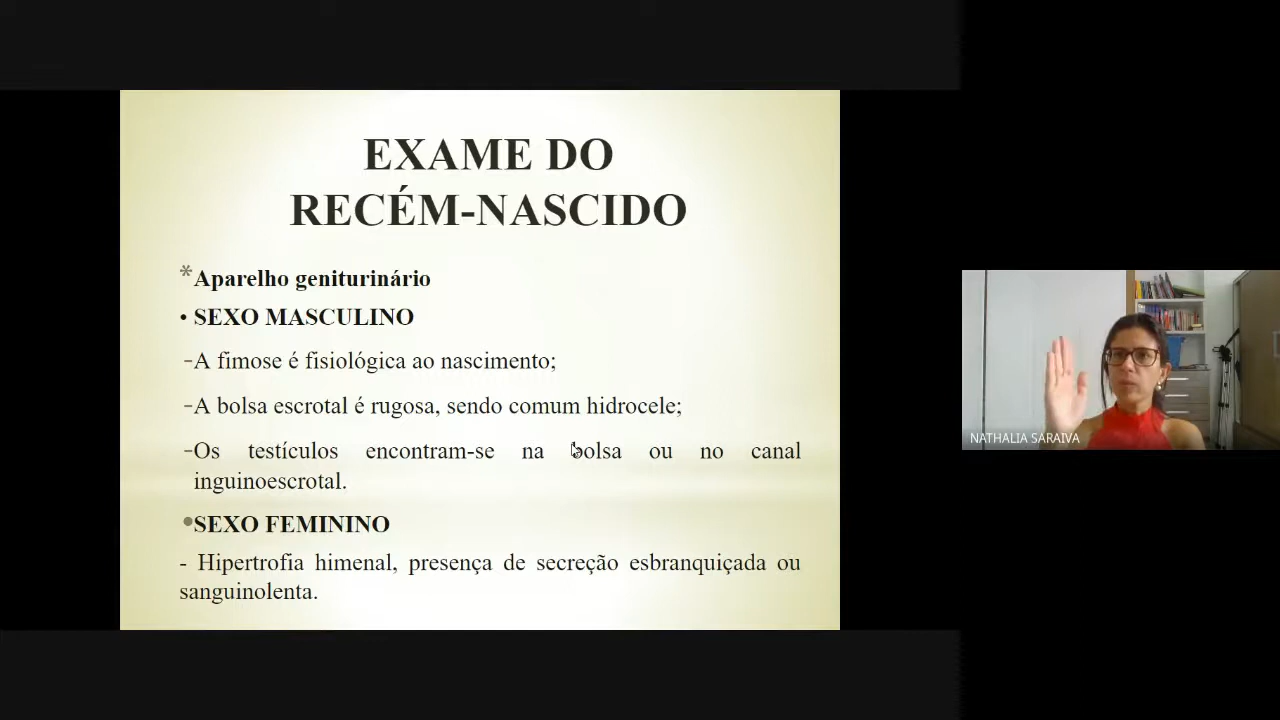 EXAME DO
RECÉM-NASCIDO
* Aparelho geniturinário
• SEXO MASCULINO
-A fimose é fisiológica ao nascimento;
-A bolsa escrotal é rugosa, sendo comum hidrocele;
-Os testículos encontram-se na bolsa ou no canal
inguinoescrotal.
•SEXO FEMININO
- Hipertrofia himenal, presença de secreção esbranquiçada ou
sanguinolenta.
NATHALIA SARAIVA